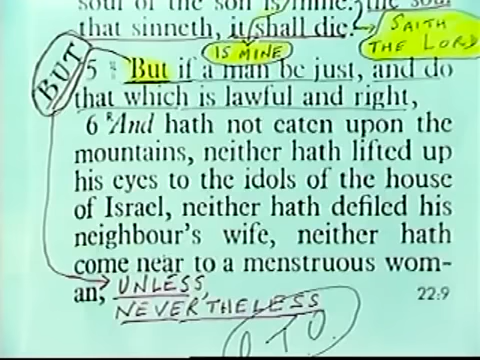 soul of the son is mine: the soul
that sinneth, it shall die. SAITH
THE LORD
IS MINE
BUT
5 But if a man be just, and do
that which is lawful and right,
6 And hath not eaten upon the
mountains, neither hath lifted up
his eyes to the idols of the house
of Israel, neither hath defiled his
neighbour's wife, neither hath
come near to a menstruous wom-
an, UNLESS
NEVERTHELESS
22:9
P T O